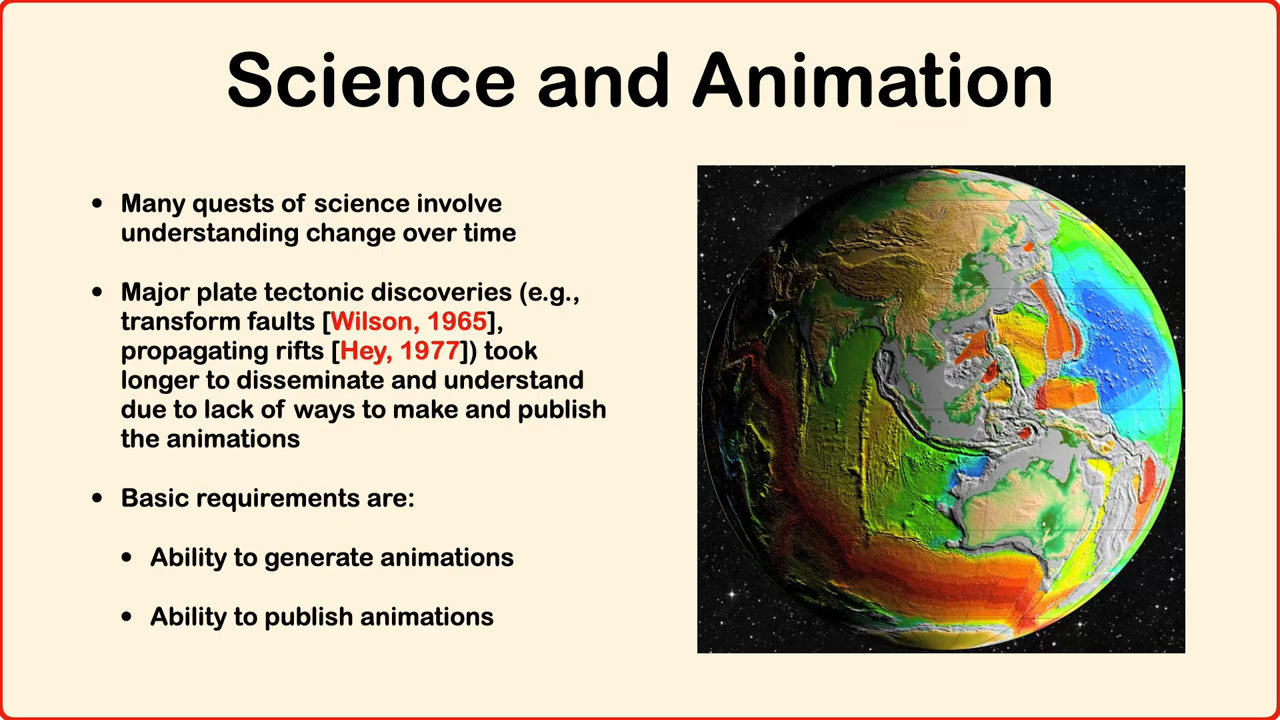 Science and Animation
• Many quests of science involve
understanding change over time
• Major plate tectonic discoveries (e.g.,
transform faults [Wilson, 1965],
propagating rifts [Hey, 1977]) took
longer to disseminate and understand
due to lack of ways to make and publish
the animations
• Basic requirements are:
• Ability to generate animations
• Ability to publish animations